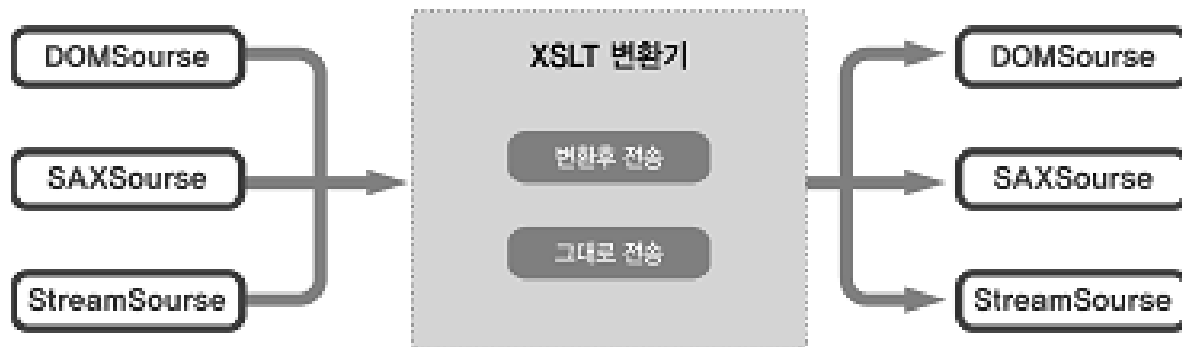 DOMSourse
SAXSourse
StreamSourse
XSLT 변환기
변환후 전송
그대로 전송
DOMSourse
SAXSourse
StreamSourse